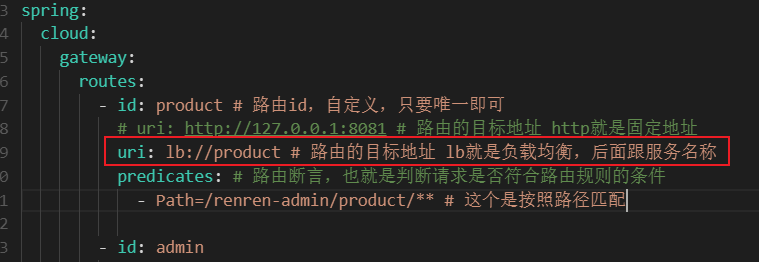 3 spring:
4 cloud:
5 gateway:
6 routes:
7 - id: product # 路由id，自定义，只要唯一即可
8 # uri: http://127.0.0.1:8081 # 路由的目标地址 http就是固定地址
9 uri: lb://product # 路由的目标地址 lb就是负载均衡，后面跟服务名称
0 predicates: # 路由断言，也就是判断请求是否符合路由规则的条件
1 - Path=/renren-admin/product/** # 这个是按照路径匹配
2
3 - id: admin